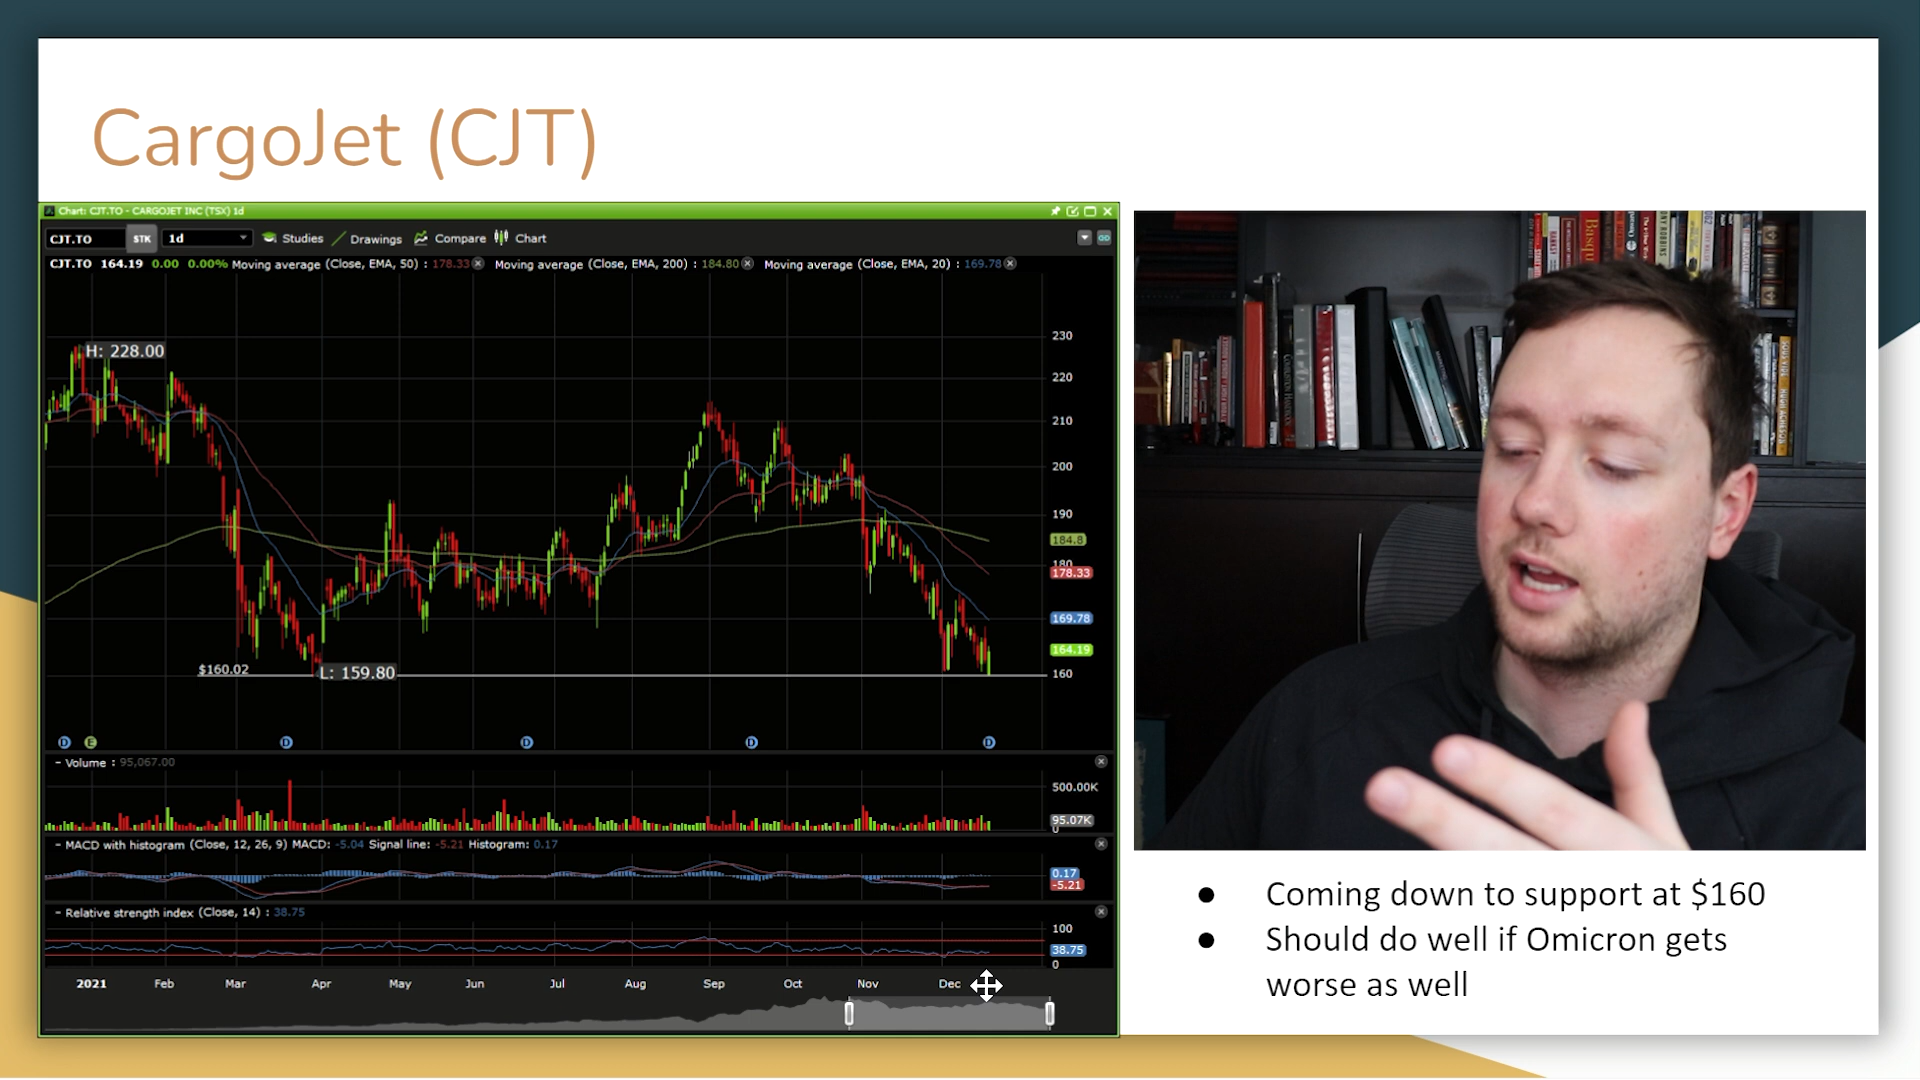 CargoJet (CJT)
Chart: CJT.TO - CARGOJET INC (TSX) 1d
CJT.TO STK 1d Studies Drawings Compare Chart
CJT.TO 164.19 0.00 0.00% Moving average (Close, EMA, 50) : 178.33 Moving average (Close, EMA, 200) : 184.80 Moving average (Close, EMA, 20) : 169.78
H: 228.00
230
220
210
200
190
184.8
180
178.33
169.78
164.19
160
$160.02
L: 159.80
D E D D D D
- Volume : 95,067.00
500.00K
95.07K
0
- MACD with histogram (Close, 12, 26, 9) MACD: -5.04 Signal line: -5.21 Histogram: 0.17
0.17
-5.21
- Relative strength index (Close, 14) : 38.75
100
38.75
0
2021 Feb Mar Apr May Jun Jul Aug Sep Oct Nov Dec
● Coming down to support at $160
● Should do well if Omicron gets
worse as well